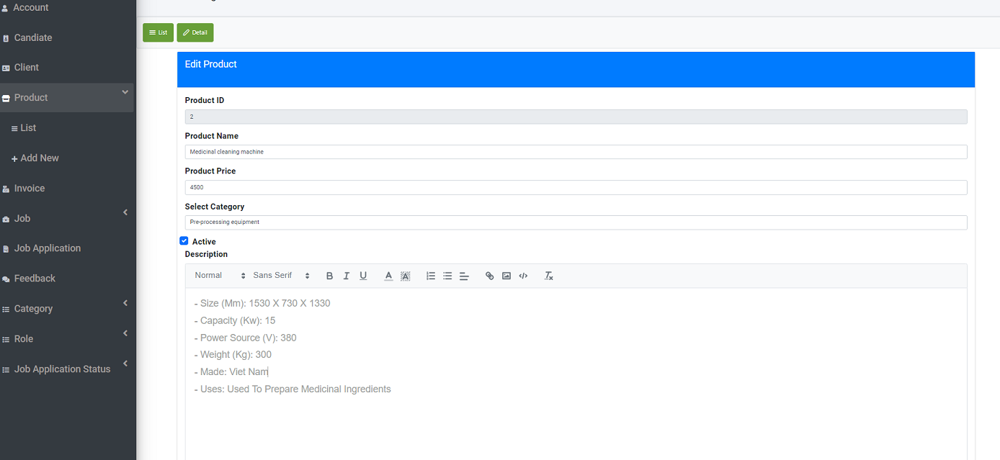 Account
Candiate
Client
Product
List
Add New
Invoice
Job
Job Application
Feedback
Category
Role
Job Application Status
List
Detail
Edit Product
Product ID
2
Product Name
Medicinal cleaning machine
Product Price
4500
Select Category
Pre-processing equipment
Active
Description
Normal Sans Serif
- Size (Mm): 1530 X 730 X 1330
- Capacity (Kw): 15
- Power Source (V): 380
- Weight (Kg): 300
- Made: Viet Nam
- Uses: Used To Prepare Medicinal Ingredients